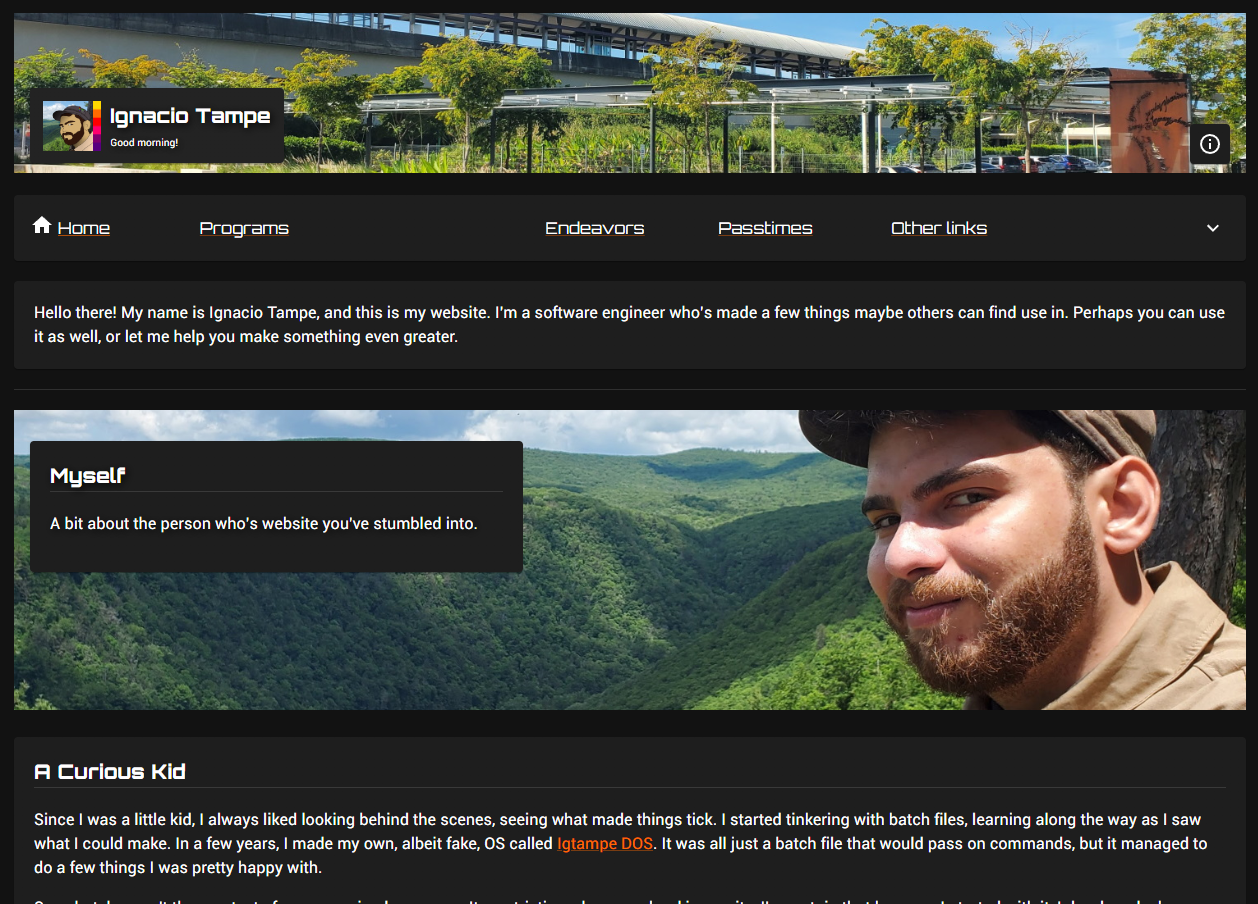 Ignacio Tampe
Good morning!
Home Programs Endeavors Passtimes Other links
Hello there! My name is Ignacio Tampe, and this is my website. I'm a software engineer who's made a few things maybe others can find use in. Perhaps you can use
it as well, or let me help you make something even greater.
Myself
A bit about the person who's website you've stumbled into.
A Curious Kid
Since I was a little kid, I always liked looking behind the scenes, seeing what made things tick. I started tinkering with batch files, learning along the way as I saw
what I could make. In a few years, I made my own, albeit fake, OS called Igtampe DOS. It was all just a batch file that would pass on commands, but it managed to
do a few things I was pretty happy with.